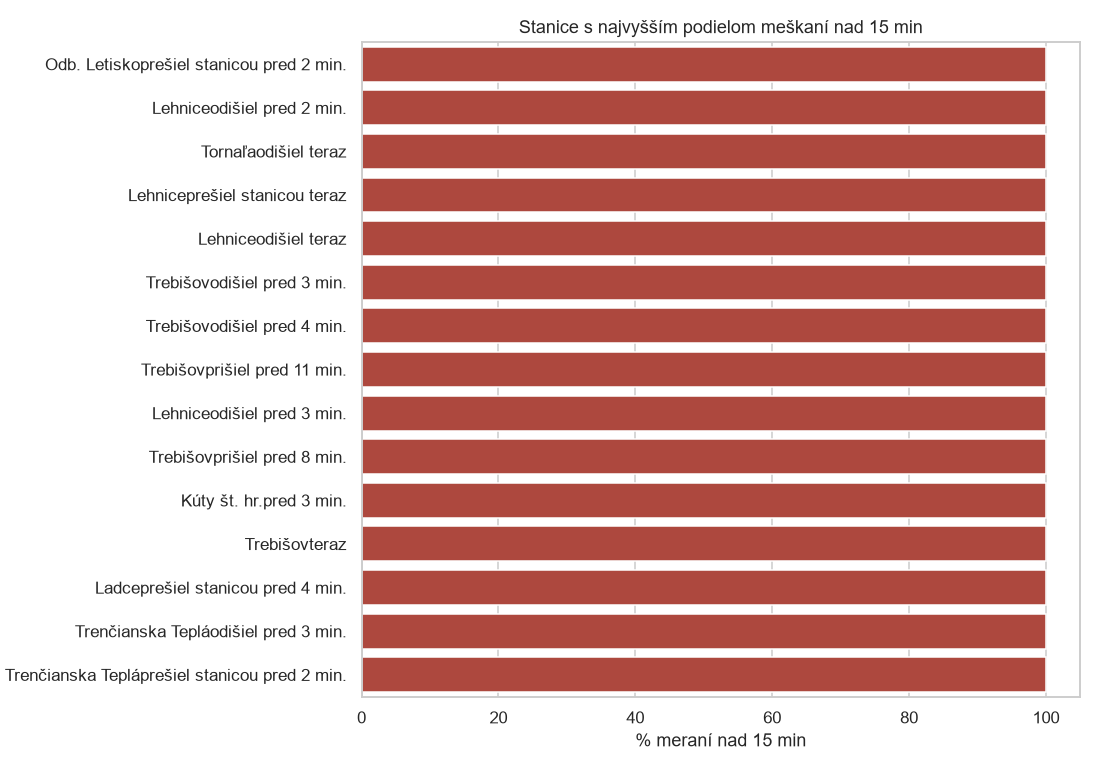 Stanice s najvyšším podielom meškaní nad 15 min
Odb. Letiskoprešiel stanicou pred 2 min.
Lehniceodišiel pred 2 min.
Tornaľaodišiel teraz
Lehniceprešiel stanicou teraz
Lehniceodišiel teraz
Trebišovodišiel pred 3 min.
Trebišovodišiel pred 4 min.
Trebišovprišiel pred 11 min.
Lehniceodišiel pred 3 min.
Trebišovprišiel pred 8 min.
Kúty št. hr.pred 3 min.
Trebišovteraz
Ladceprešiel stanicou pred 4 min.
Trenčianska Tepláodišiel pred 3 min.
Trenčianska Tepláprešiel stanicou pred 2 min.
0 20 40 60 80 100
% meraní nad 15 min